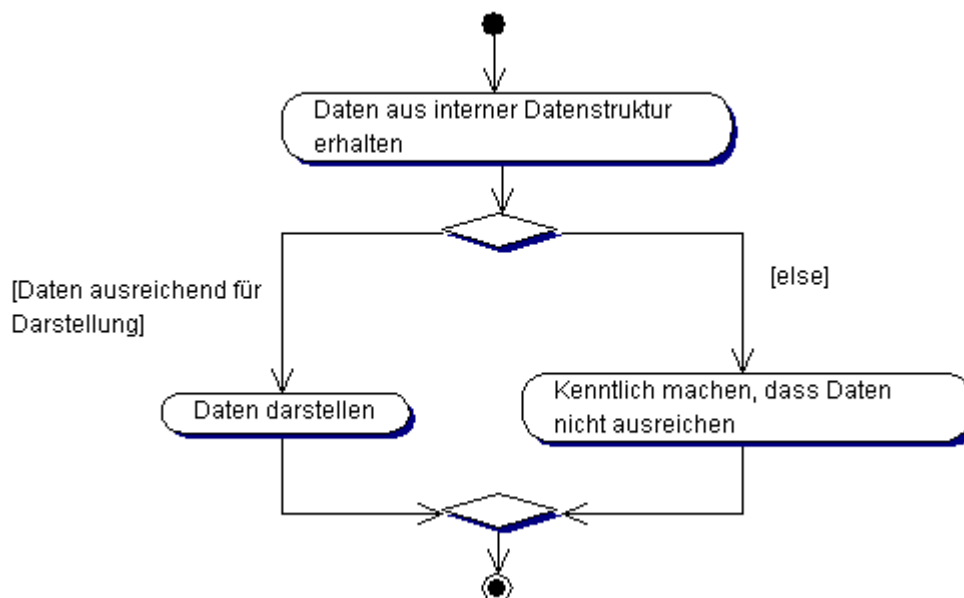 Daten aus interner Datenstruktur
erhalten
[Daten ausreichend für
Darstellung]
[else]
Daten darstellen
Kenntlich machen, dass Daten
nicht ausreichen